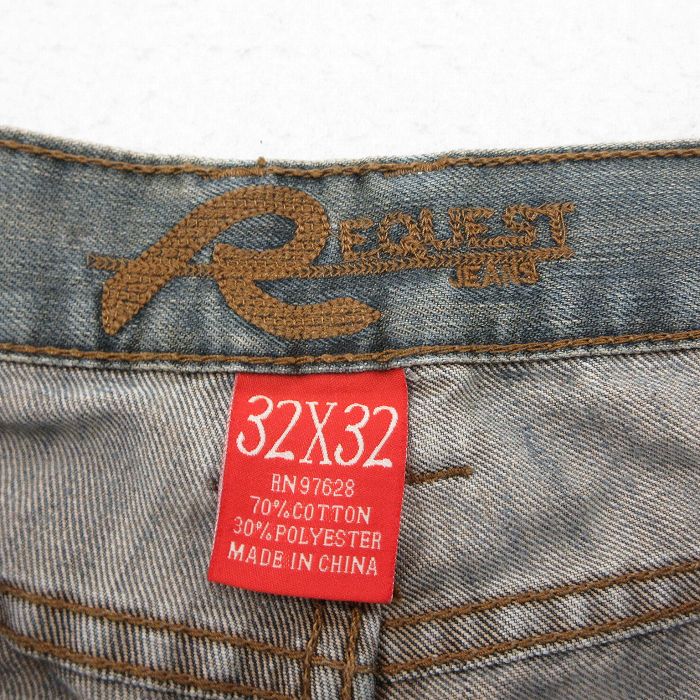 REQUEST
JEANS
32X32
RN97628
70%COTTON
30%POLYESTER
MADE IN CHINA